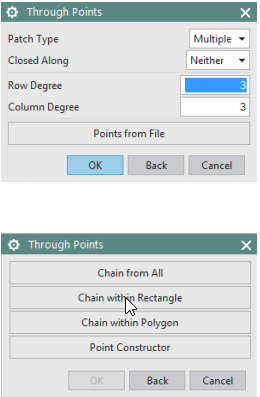 Through Points
Patch Type Multiple
Closed Along Neither
Row Degree 3
Column Degree 3
Points from File
OK Back Cancel
Through Points
Chain from All
Chain within Rectangle
Chain within Polygon
Point Constructor
OK Back Cancel